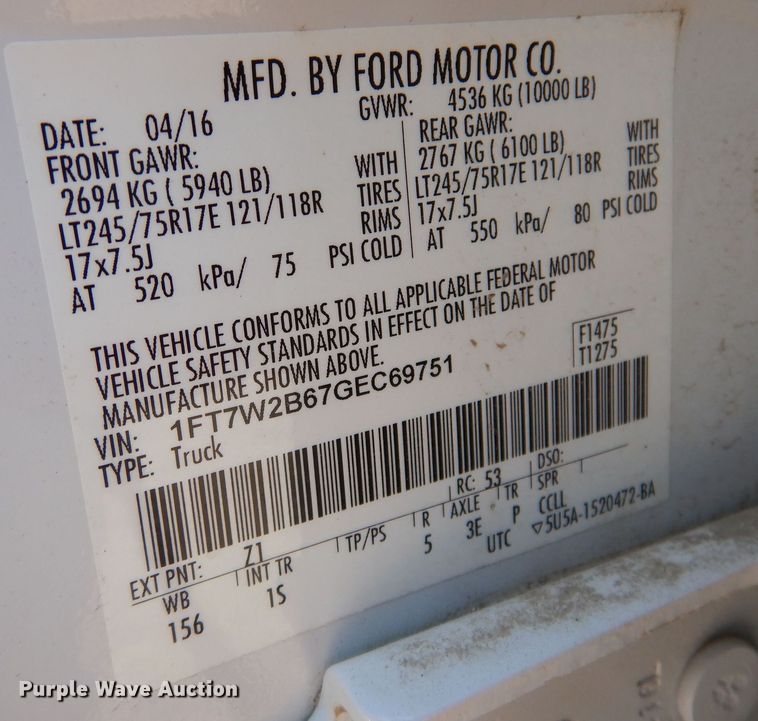 MFD. BY FORD MOTOR CO.
DATE: 04/16 GVWR: 4536 KG (10000 LB)
FRONT GAWR: REAR GAWR:
2694 KG ( 5940 LB) WITH 2767 KG ( 6100 LB) WITH
LT245/75R17E 121/118R TIRES LT245/75R17E 121/118R TIRES
17x7.5J RIMS 17x7.5J RIMS
AT 520 kPa/ 75 PSI COLD AT 550 kPa/ 80 PSI COLD
THIS VEHICLE CONFORMS TO ALL APPLICABLE FEDERAL MOTOR
VEHICLE SAFETY STANDARDS IN EFFECT ON THE DATE OF
MANUFACTURE SHOWN ABOVE.
F1475
T1275
VIN: 1FT7W2B67GEC69751
TYPE: Truck
EXT PNT: Z1 RC: 53 DSO:
WB INT TR TP/PS R AXLE TR SPR
156 1S 5 3E P CCLL
UTC ▽5U5A-1520472-BA
Purple Wave Auction